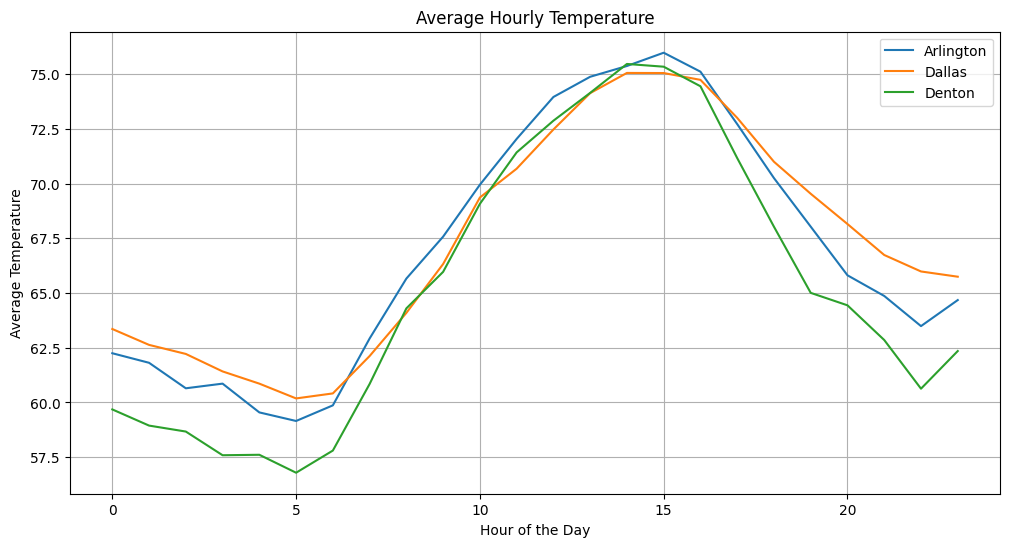 Average Hourly Temperature
Arlington
Dallas
Denton
Average Temperature
75.0
72.5
70.0
67.5
65.0
62.5
60.0
57.5
0 5 10 15 20
Hour of the Day